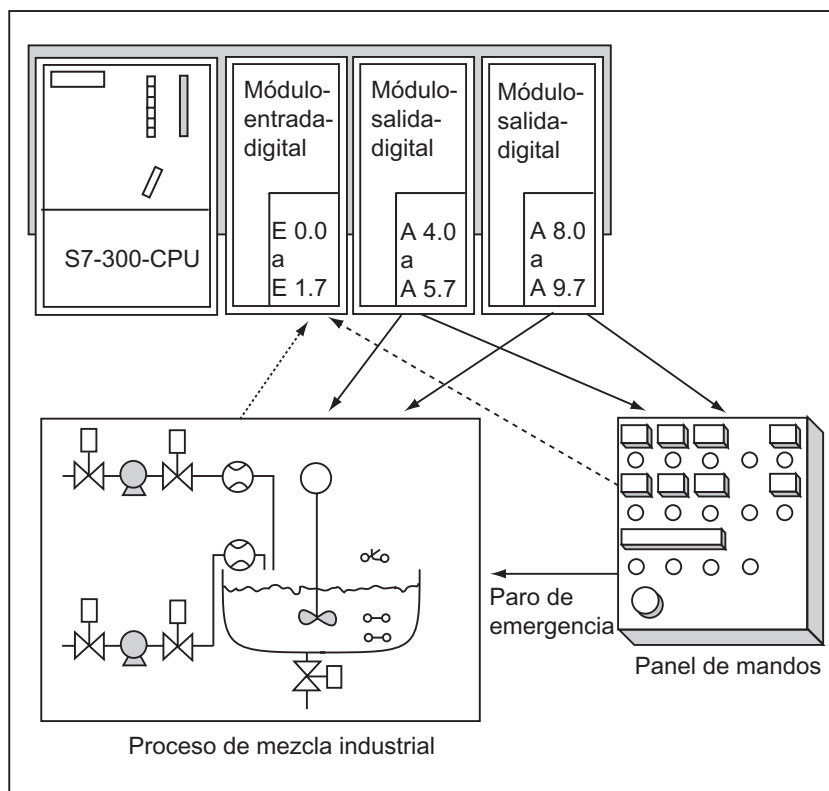 Módulo-
entrada-
digital
Módulo-
salida-
digital
Módulo-
salida-
digital
S7-300-CPU
E 0.0
a
E 1.7
A 4.0
a
A 5.7
A 8.0
a
A 9.7
Paro de
emergencia
Panel de mandos
Proceso de mezcla industrial